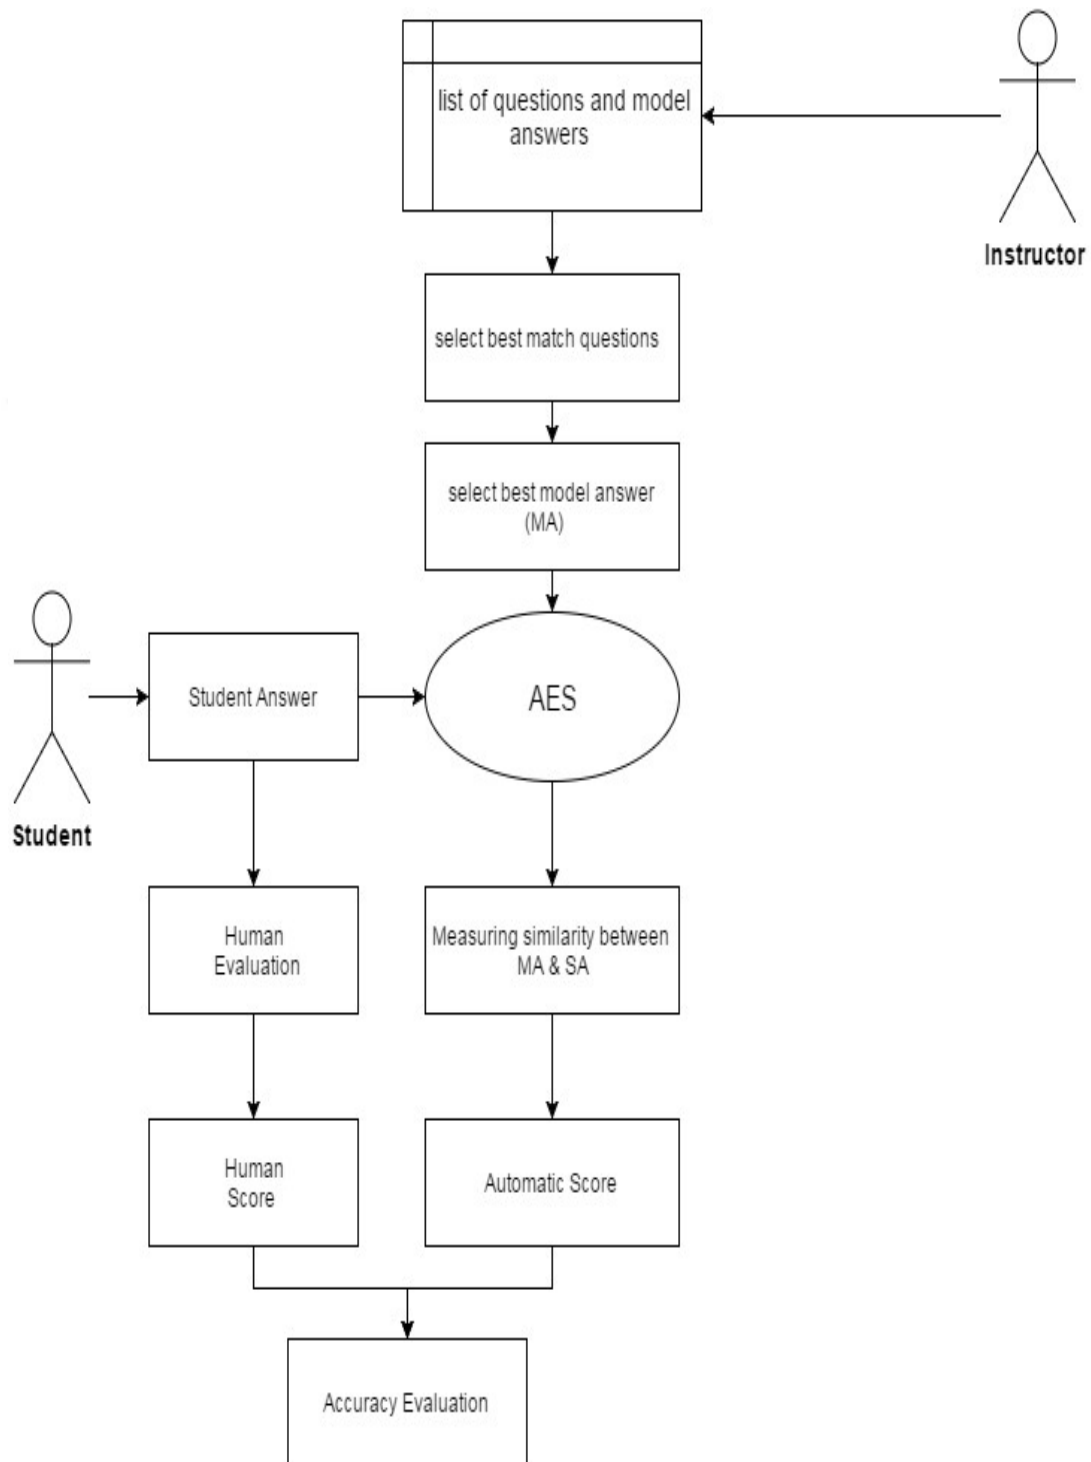 list of questions and model
answers
Instructor
select best match questions
select best model answer
(MA)
Student Answer
AES
Student
Human
Evaluation
Measuring similarity between
MA & SA
Human
Score
Automatic Score
Accuracy Evaluation